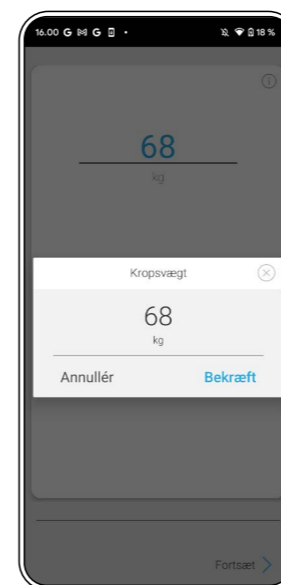 16.00 G M G 18 %
68
kg
Kropsvægt
68
kg
Annullér
Bekræft
Fortsæt